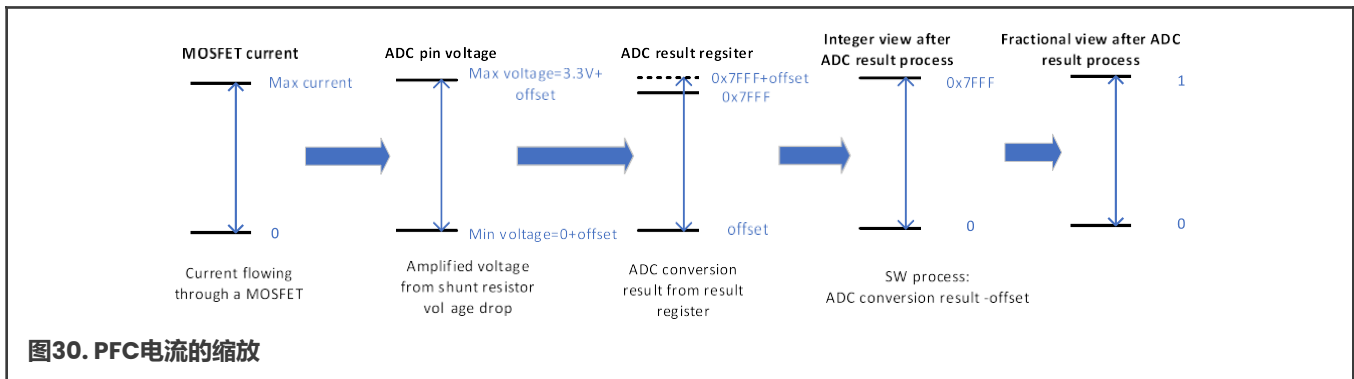 MOSFET current
Max current
0
Current flowing
through a MOSFET
ADC pin voltage
Max voltage=3.3V+
offset
Min voltage=0+offset
Amplified voltage
from shunt resistor
vol age drop
ADC result regsiter
0x7FFF+offset
0x7FFF
offset
ADC conversion
result from result
register
Integer view after
ADC result process
0x7FFF
0
SW process:
ADC conversion result -offset
Fractional view after ADC
result process
1
0
图30. PFC电流的缩放